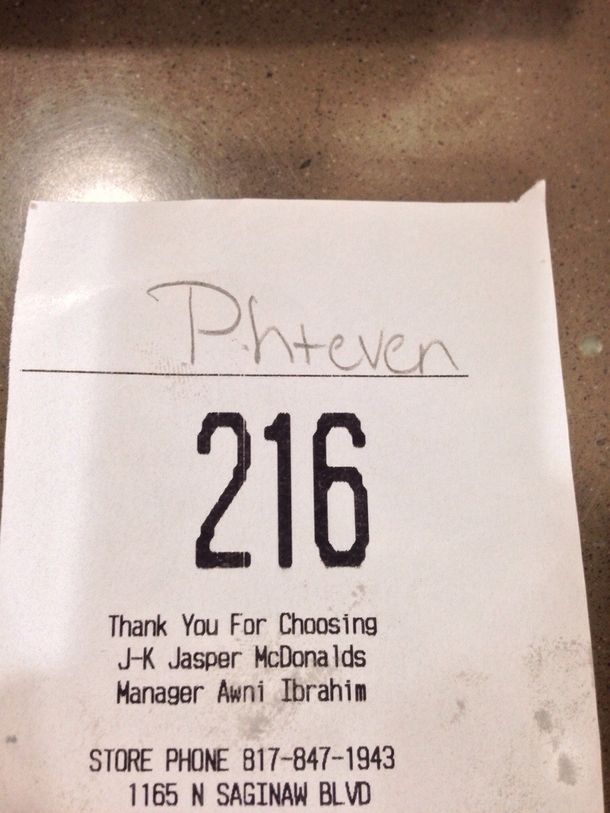 Phteven
216
Thank You For Choosing
J-K Jasper McDonalds
Manager Awni Ibrahim
STORE PHONE 817-847-1943
1165 N SAGINAW BLVD